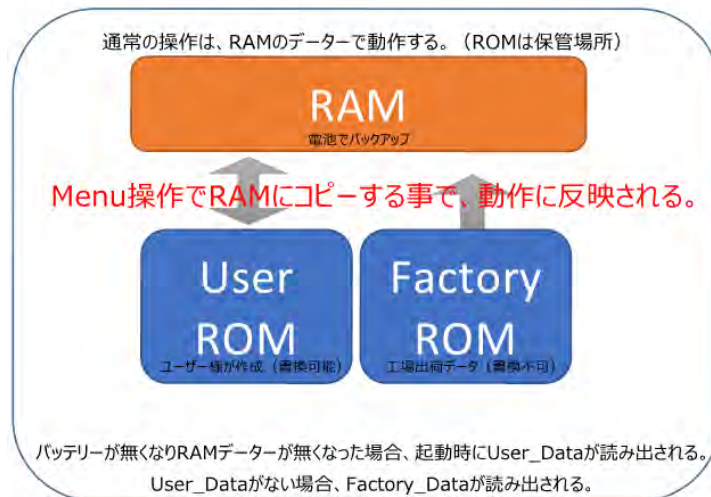 通常の操作は、RAMのデーターで動作する。（ROMは保管場所）
RAM
電池でバックアップ
Menu操作でRAMにコピーする事で、動作に反映される。
User
ROM
ユーザー様が作成（書換可能）
Factory
ROM
工場出荷データ（書換不可）
バッテリーが無くなりRAMデーターが無くなった場合、起動時にUser_Dataが読み出される。
User_Dataがない場合、Factory_Dataが読み出される。